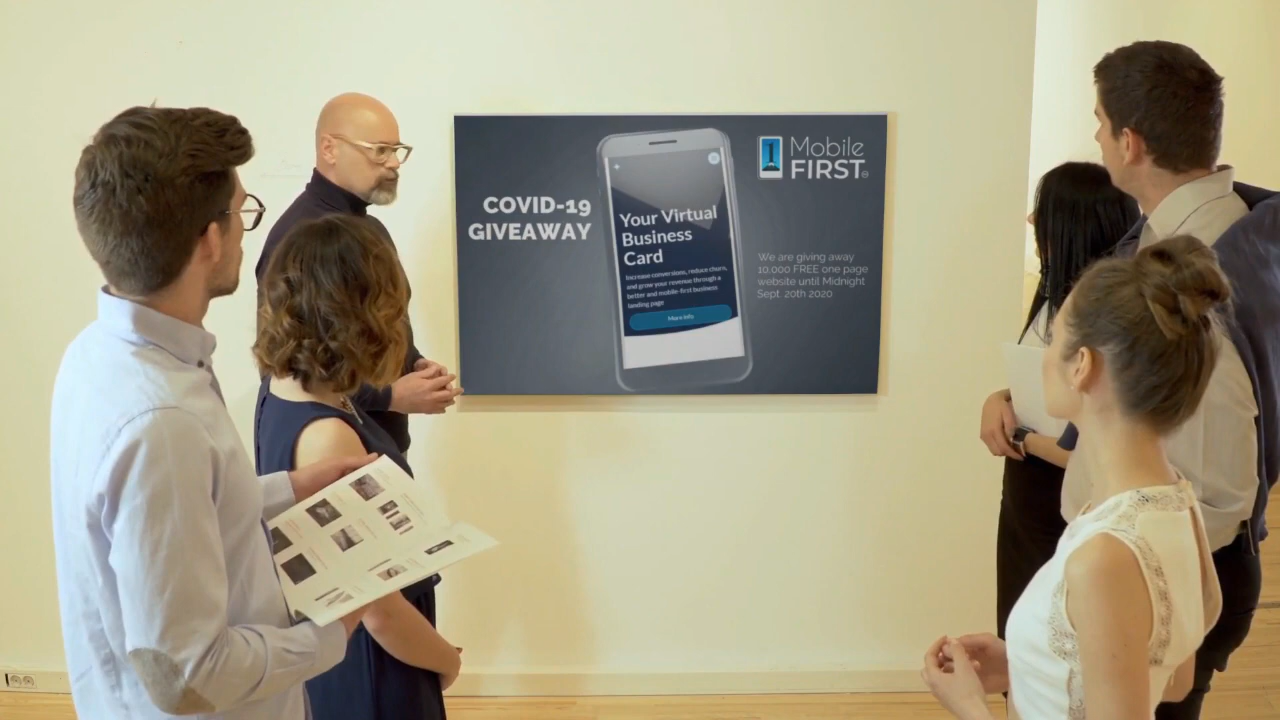 COVID-19
GIVEAWAY
Your Virtual
Business
Card
Increase conversions, reduce churn,
and grow your revenue through a
better and mobile-first business
landing page
More info
1
Mobile
FIRST
We are giving away
10,000 FREE one page
website until Midnight
Sept. 20th 2020